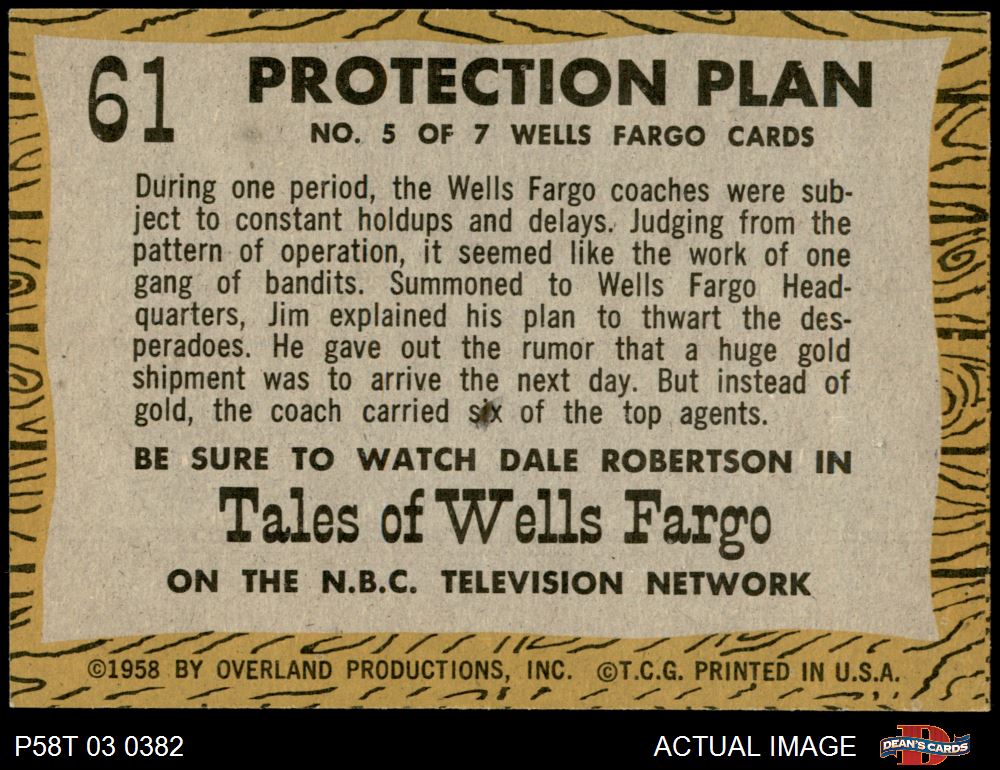 61
PROTECTION PLAN
NO. 5 OF 7 WELLS FARGO CARDS
During one period, the Wells Fargo coaches were sub-
ject to constant holdups and delays. Judging from the
pattern of operation, it seemed like the work of one
gang of bandits. Summoned to Wells Fargo Head-
quarters, Jim explained his plan to thwart the des-
peradoes. He gave out the rumor that a huge gold
shipment was to arrive the next day. But instead of
gold, the coach carried six of the top agents.
BE SURE TO WATCH DALE ROBERTSON IN
Tales of Wells Fargo
ON THE N.B.C. TELEVISION NETWORK
©1958 BY OVERLAND PRODUCTIONS, INC. ©T.C.G. PRINTED IN U.S.A.
P58T 03 0382
ACTUAL IMAGE
D
DEAN'S CARDS